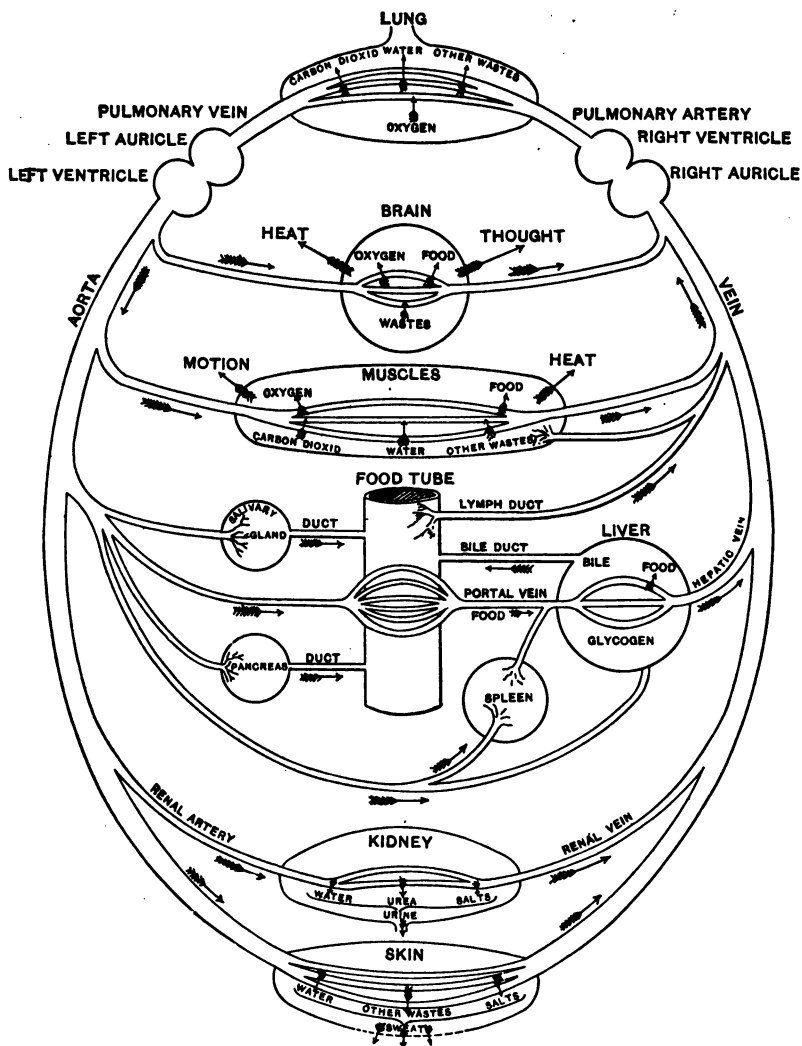 LUNG
CARBON DIOXID WATER OTHER WASTES
OXYGEN
PULMONARY VEIN
LEFT AURICLE
LEFT VENTRICLE
PULMONARY ARTERY
RIGHT VENTRICLE
RIGHT AURICLE
BRAIN
HEAT
THOUGHT
OXYGEN FOOD
WASTES
AORTA
VEIN
MOTION
MUSCLES
HEAT
OXYGEN
FOOD
CARBON DIOXID
WATER
OTHER WASTES
FOOD TUBE
SALIVARY
GLAND
DUCT
LYMPH DUCT
BILE DUCT
LIVER
BILE
FOOD
HEPATIC VEIN
PORTAL VEIN
FOOD
GLYCOGEN
PANCREAS
DUCT
SPLEEN
RENAL ARTERY
KIDNEY
RENAL VEIN
WATER
UREA
SALTS
URINE
SKIN
WATER
OTHER WASTES
SALTS
SWEAT